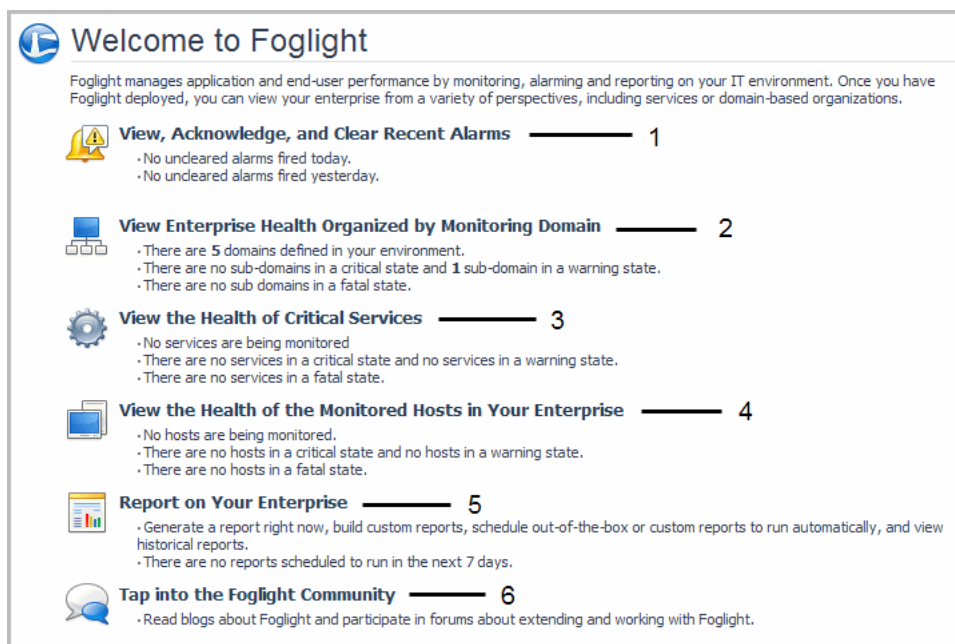 Welcome to Foglight
Foglight manages application and end-user performance by monitoring, alarming and reporting on your IT environment. Once you have
Foglight deployed, you can view your enterprise from a variety of perspectives, including services or domain-based organizations.
View, Acknowledge, and Clear Recent Alarms 1
· No uncleared alarms fired today.
· No uncleared alarms fired yesterday.
View Enterprise Health Organized by Monitoring Domain 2
· There are 5 domains defined in your environment.
· There are no sub-domains in a critical state and 1 sub-domain in a warning state.
· There are no sub domains in a fatal state.
View the Health of Critical Services 3
· No services are being monitored
· There are no services in a critical state and no services in a warning state.
· There are no services in a fatal state.
View the Health of the Monitored Hosts in Your Enterprise 4
· No hosts are being monitored.
· There are no hosts in a critical state and no hosts in a warning state.
· There are no hosts in a fatal state.
Report on Your Enterprise 5
· Generate a report right now, build custom reports, schedule out-of-the-box or custom reports to run automatically, and view
historical reports.
· There are no reports scheduled to run in the next 7 days.
Tap into the Foglight Community 6
· Read blogs about Foglight and participate in forums about extending and working with Foglight.